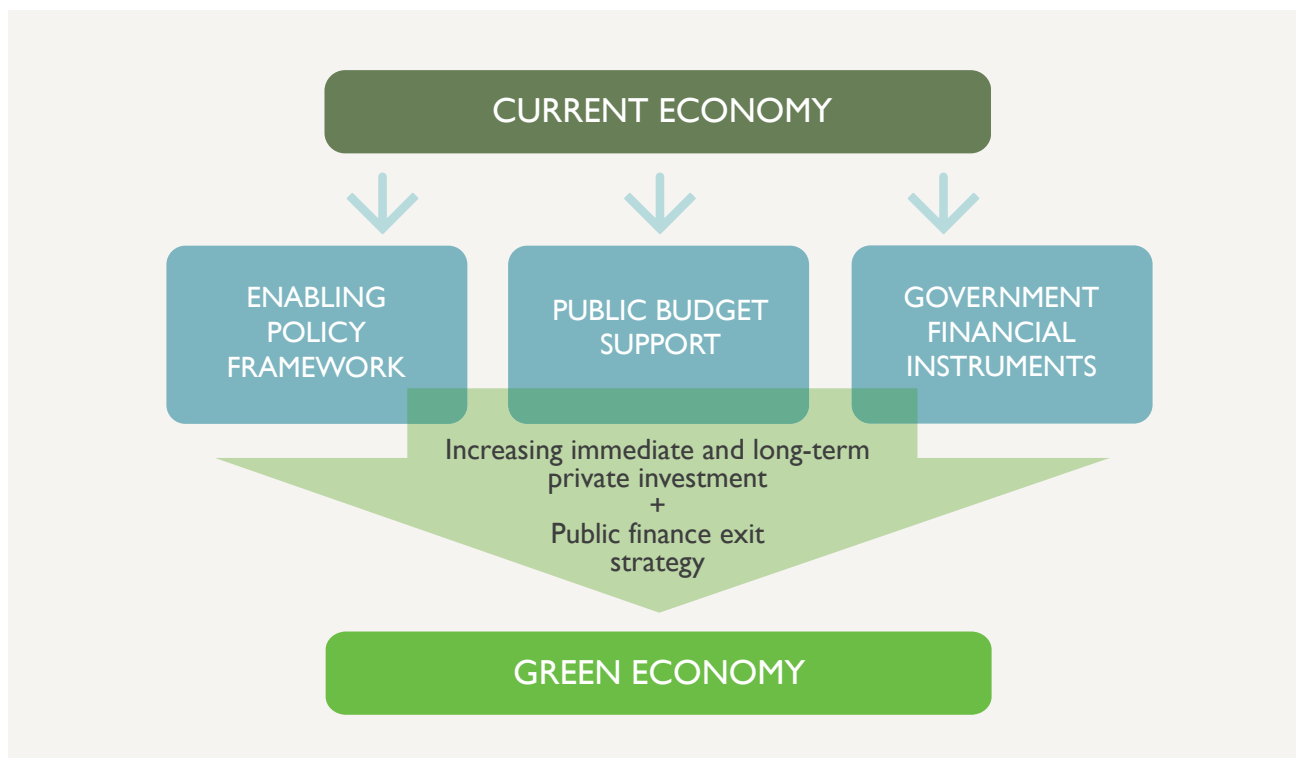 CURRENT ECONOMY
ENABLING
POLICY
FRAMEWORK
PUBLIC BUDGET
SUPPORT
GOVERNMENT
FINANCIAL
INSTRUMENTS
Increasing immediate and long-term
private investment
+
Public finance exit
strategy
GREEN ECONOMY